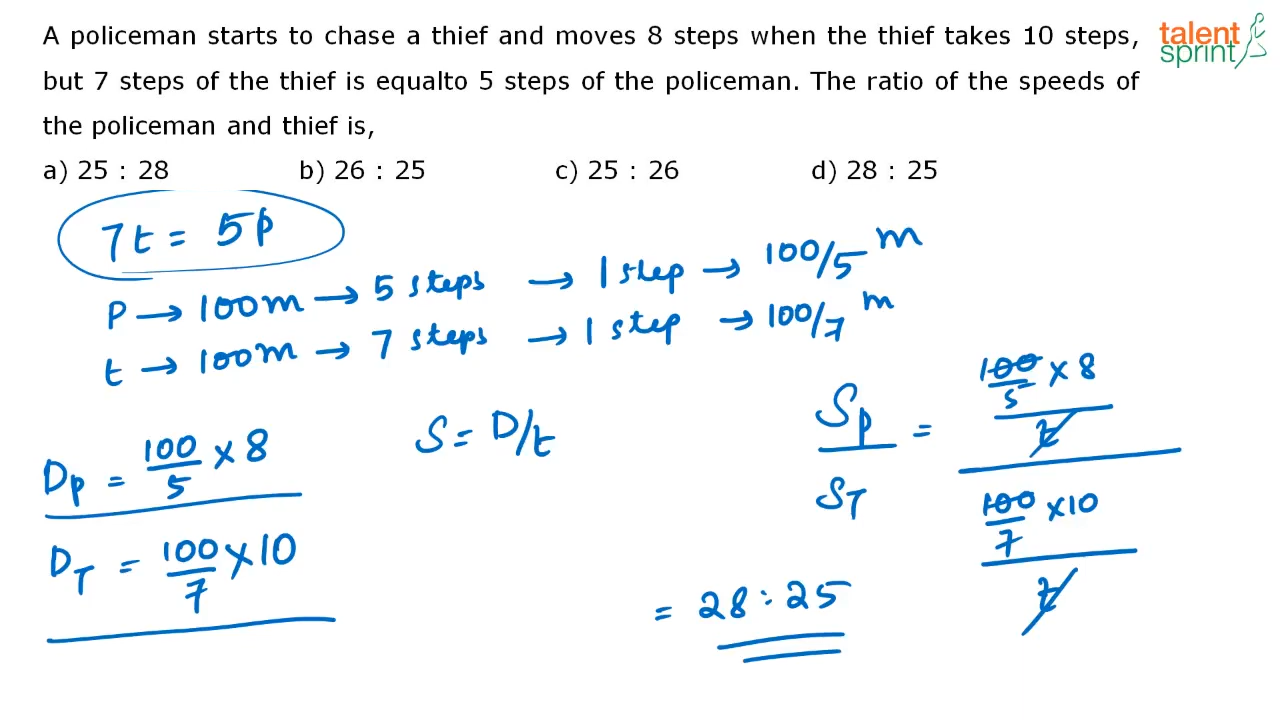 A policeman starts to chase a thief and moves 8 steps when the thief takes 10 steps,
but 7 steps of the thief is equalto 5 steps of the policeman. The ratio of the speeds of
the policeman and thief is,
a) 25 : 28 b) 26 : 25 c) 25 : 26 d) 28 : 25
talent
sprint
7t = 5p
P → 100m → 5 steps → 1 step → 100/5 m
t → 100m → 7 steps → 1 step → 100/7 m
Dp = 100/5 × 8
DT = 100/7 × 10
S = D/t
Sp/ST = (100/5 × 8 / t) / (100/7 × 10 / t)
= 28 : 25